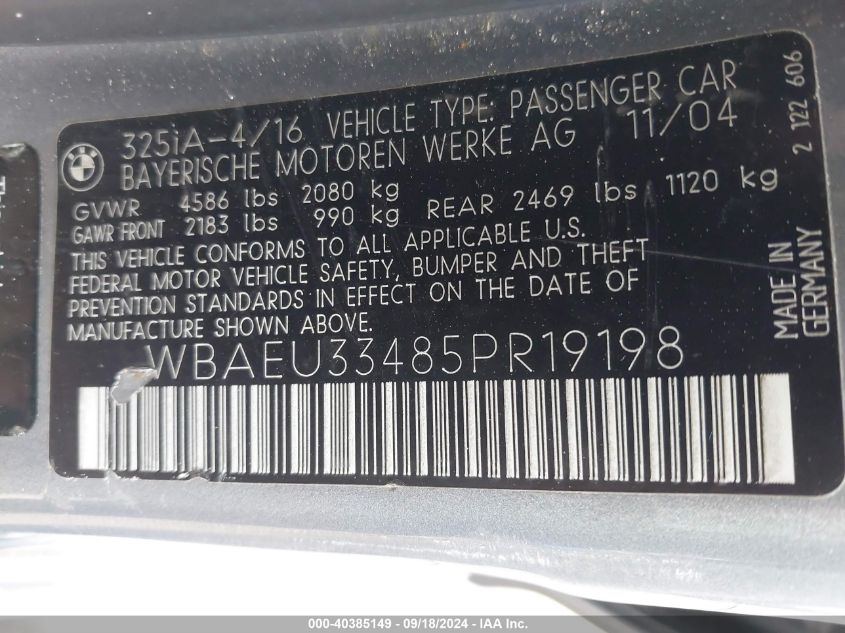 325iA-4/16 VEHICLE TYPE: PASSENGER CAR
BAYERISCHE MOTOREN WERKE AG 11/04
GVWR 4586 lbs 2080 kg
GAWR FRONT 2183 lbs 990 kg REAR 2469 lbs 1120 kg
THIS VEHICLE CONFORMS TO ALL APPLICABLE U.S.
FEDERAL MOTOR VEHICLE SAFETY, BUMPER AND THEFT
PREVENTION STANDARDS IN EFFECT ON THE DATE OF
MANUFACTURE SHOWN ABOVE.
WBAEU33485PR19198
2 122 606
MADE IN
GERMANY
000-40385149 - 09/18/2024 - IAA Inc.